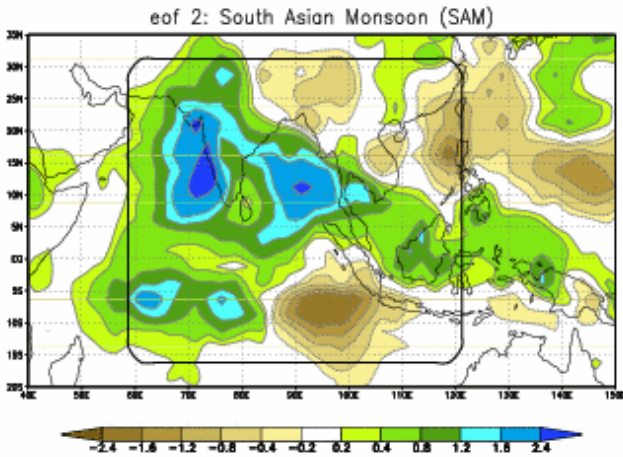 eof 2: South Asian Monsoon (SAM)
35N
30N
25N
20N
15N
10N
5N
EQ
5S
10S
15S
20S
40E 50E 60E 70E 80E 90E 100E 110E 120E 130E 140E 150E
-2.4 -1.6 -1.2 -0.8 -0.4 -0.2 0.2 0.4 0.8 1.2 1.6 2.4